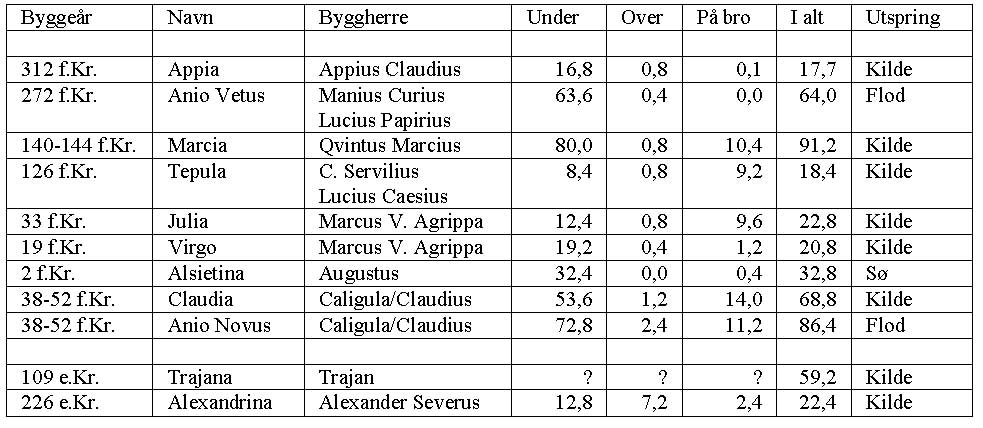 Byggeår Navn Byggherre Under Over På bro I alt Utspring
312 f.Kr. Appia Appius Claudius 16,8 0,8 0,1 17,7 Kilde
272 f.Kr. Anio Vetus Manius Curius 63,6 0,4 0,0 64,0 Flod
Lucius Papirius
140-144 f.Kr. Marcia Qvintus Marcius 80,0 0,8 10,4 91,2 Kilde
126 f.Kr. Tepula C. Servilius 8,4 0,8 9,2 18,4 Kilde
Lucius Caesius
33 f.Kr. Julia Marcus V. Agrippa 12,4 0,8 9,6 22,8 Kilde
19 f.Kr. Virgo Marcus V. Agrippa 19,2 0,4 1,2 20,8 Kilde
2 f.Kr. Alsietina Augustus 32,4 0,0 0,4 32,8 Sø
38-52 f.Kr. Claudia Caligula/Claudius 53,6 1,2 14,0 68,8 Kilde
38-52 f.Kr. Anio Novus Caligula/Claudius 72,8 2,4 11,2 86,4 Flod
109 e.Kr. Trajana Trajan ? ? ? 59,2 Kilde
226 e.Kr. Alexandrina Alexander Severus 12,8 7,2 2,4 22,4 Kilde